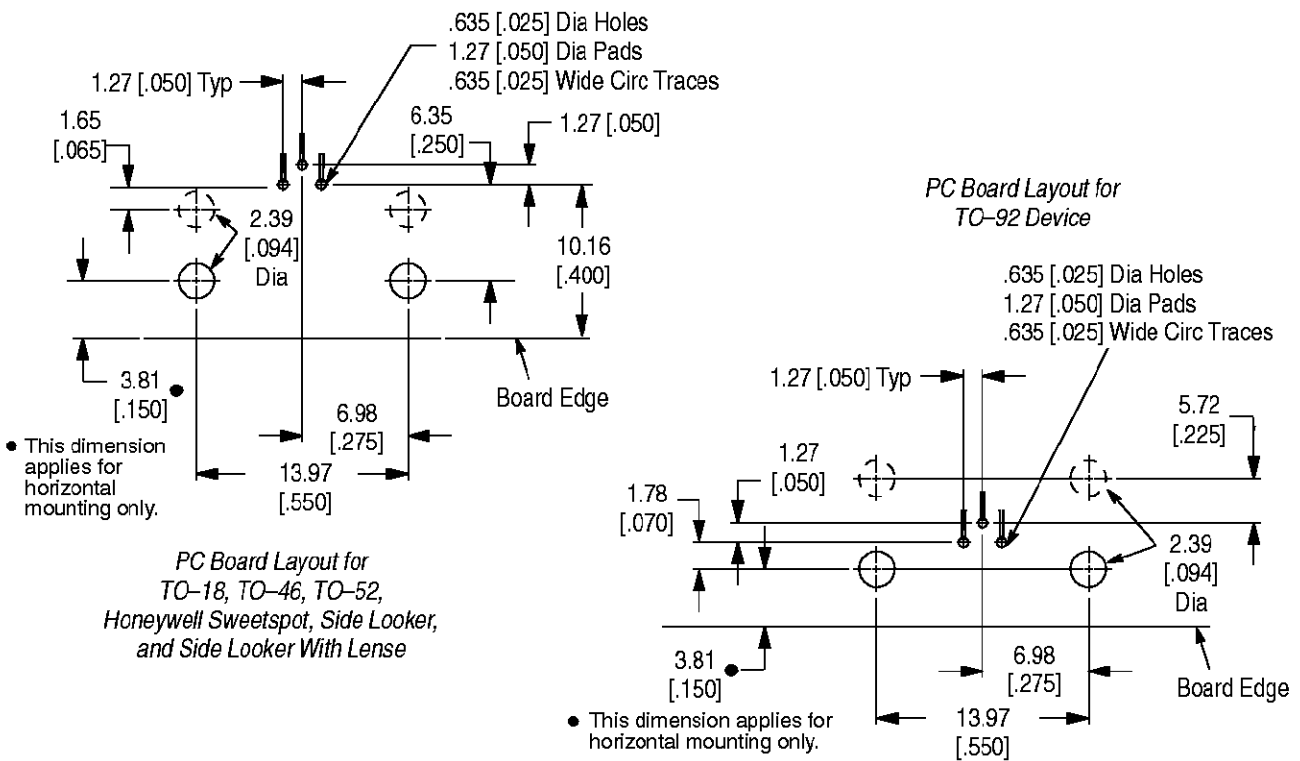 .635 [.025] Dia Holes
1.27 [.050] Dia Pads
.635 [.025] Wide Circ Traces
1.27 [.050] Typ
1.65
[.065]
6.35
[.250]
1.27 [.050]
2.39
[.094]
Dia
10.16
[.400]
3.81 ●
[.150]
Board Edge
6.98
[.275]
13.97
[.550]
● This dimension
applies for
horizontal
mounting only.
PC Board Layout for
TO–18, TO–46, TO–52,
Honeywell Sweetspot, Side Looker,
and Side Looker With Lense
PC Board Layout for
TO–92 Device
.635 [.025] Dia Holes
1.27 [.050] Dia Pads
.635 [.025] Wide Circ Traces
1.27 [.050] Typ
5.72
[.225]
1.27
[.050]
1.78
[.070]
2.39
[.094]
Dia
3.81 ●
[.150]
6.98
[.275]
Board Edge
13.97
[.550]
● This dimension applies for
horizontal mounting only.